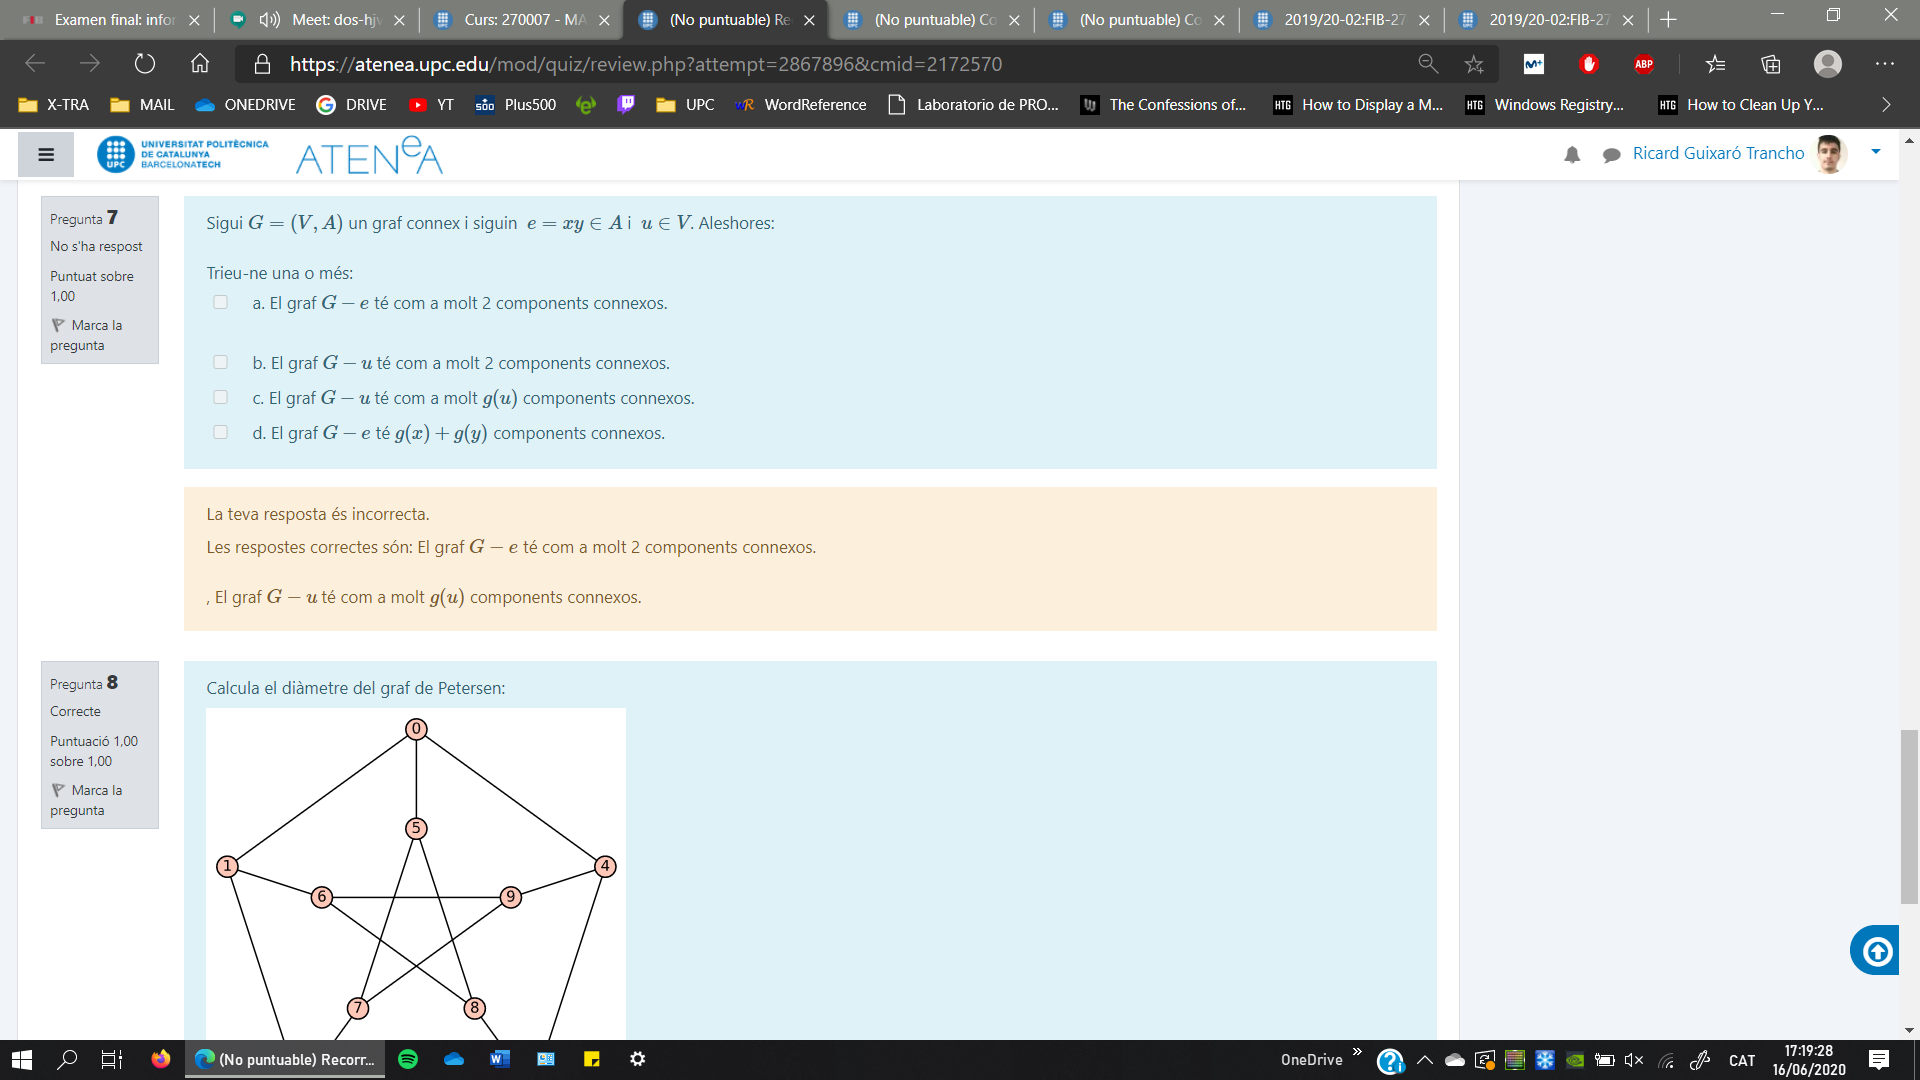 Examen final: infor
Meet: dos-hjv
Curs: 270007 - MA
(No puntuable) Re
(No puntuable) Co
(No puntuable) Co
2019/20-02:FIB-27
2019/20-02:FIB-27
https://atenea.upc.edu/mod/quiz/review.php?attempt=2867896&cmid=2172570
ABP
X-TRA
MAIL
ONEDRIVE
DRIVE
YT
500 Plus500
UPC
WR WordReference
Laboratorio de PRO...
The Confessions of...
HTG How to Display a M...
HTG Windows Registry...
HTG How to Clean Up Y...
UPC
UNIVERSITAT POLITÈCNICA
DE CATALUNYA
BARCELONATECH
ATENeA
Ricard Guixaró Trancho
Pregunta 7
No s'ha respost
Puntuat sobre
1,00
Marca la
pregunta
Sigui G = (V, A) un graf connex i siguin e = xy ∈ A i u ∈ V. Aleshores:
Trieu-ne una o més:
a. El graf G − e té com a molt 2 components connexos.
b. El graf G − u té com a molt 2 components connexos.
c. El graf G − u té com a molt g(u) components connexos.
d. El graf G − e té g(x) + g(y) components connexos.
La teva resposta és incorrecta.
Les respostes correctes són: El graf G − e té com a molt 2 components connexos.
, El graf G − u té com a molt g(u) components connexos.
Pregunta 8
Correcte
Puntuació 1,00
sobre 1,00
Marca la
pregunta
Calcula el diàmetre del graf de Petersen:
0
5
1
4
6
9
7
8
(No puntuable) Recorr...
OneDrive
CAT
17:19:28
16/06/2020